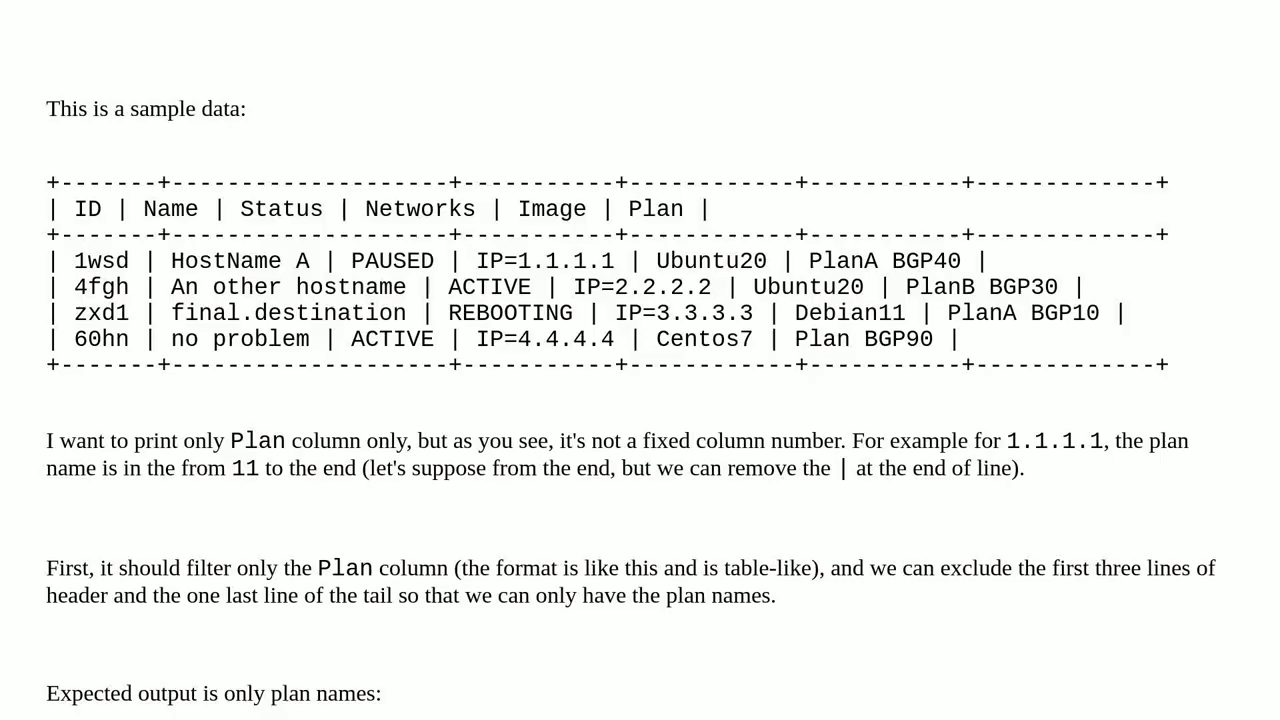 This is a sample data:
+-------+--------------------+-----------+------------+-----------+-------------+
| ID | Name | Status | Networks | Image | Plan |
+-------+--------------------+-----------+------------+-----------+-------------+
| 1wsd | HostName A | PAUSED | IP=1.1.1.1 | Ubuntu20 | PlanA BGP40 |
| 4fgh | An other hostname | ACTIVE | IP=2.2.2.2 | Ubuntu20 | PlanB BGP30 |
| zxd1 | final.destination | REBOOTING | IP=3.3.3.3 | Debian11 | PlanA BGP10 |
| 60hn | no problem | ACTIVE | IP=4.4.4.4 | Centos7 | Plan BGP90 |
+-------+--------------------+-----------+------------+-----------+-------------+
I want to print only Plan column only, but as you see, it's not a fixed column number. For example for 1.1.1.1, the plan
name is in the from 11 to the end (let's suppose from the end, but we can remove the | at the end of line).
First, it should filter only the Plan column (the format is like this and is table-like), and we can exclude the first three lines of
header and the one last line of the tail so that we can only have the plan names.
Expected output is only plan names: